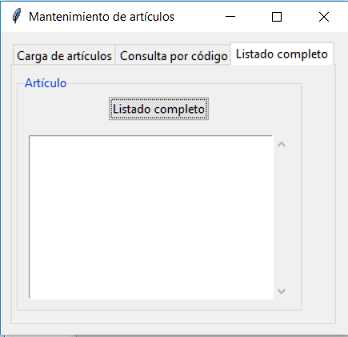 Mantenimiento de artículos
Carga de artículos Consulta por código Listado completo
Artículo
Listado completo